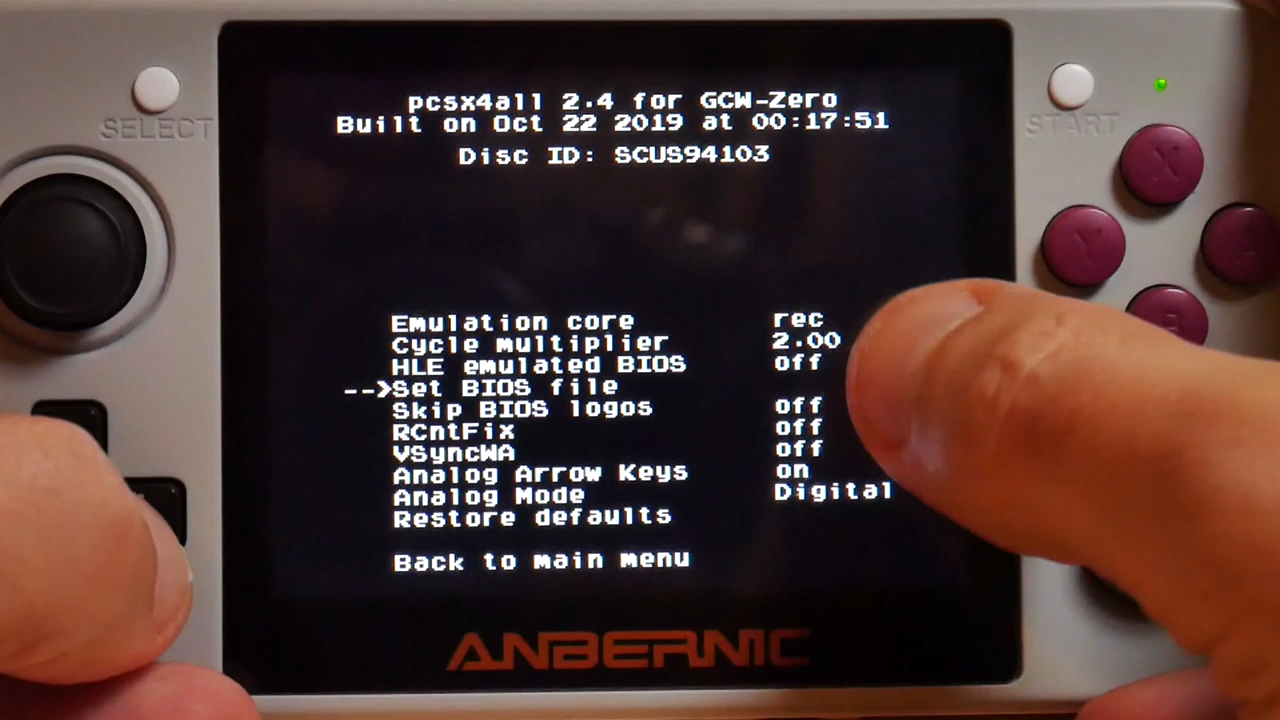 pcsx4all 2.4 for GCW-Zero
Built on Oct 22 2019 at 00:17:51
Disc ID: SCUS94103
SELECT
START
X
Y
Emulation core rec
Cycle multiplier 2.00
HLE emulated BIOS off
-->Set BIOS file
Skip BIOS logos off
RCntFix off
VSyncWA off
Analog Arrow Keys on
Analog Mode Digital
Restore defaults
Back to main menu
ANBERNIC